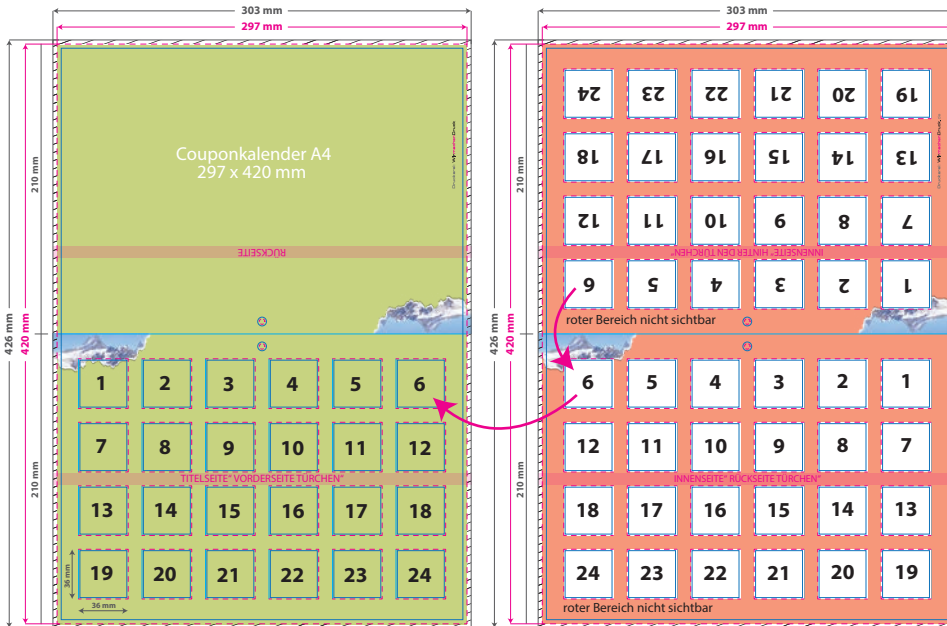 303 mm
297 mm
303 mm
297 mm
426 mm
420 mm
210 mm
210 mm
Couponkalender A4
297 x 420 mm
RÜCKSEITE
1 2 3 4 5 6
7 8 9 10 11 12
TITELSEITE" VORDERSEITE TÜRCHEN"
13 14 15 16 17 18
19 20 21 22 23 24
36 mm
36 mm
426 mm
420 mm
210 mm
210 mm
24 23 22 21 20 19
18 17 16 15 14 13
12 11 10 9 8 7
INNENSEITE" HINTER DEN TÜRCHEN"
6 5 4 3 2 1
roter Bereich nicht sichtbar
6 5 4 3 2 1
12 11 10 9 8 7
INNENSEITE" RÜCKSEITE TÜRCHEN"
18 17 16 15 14 13
24 23 22 21 20 19
roter Bereich nicht sichtbar